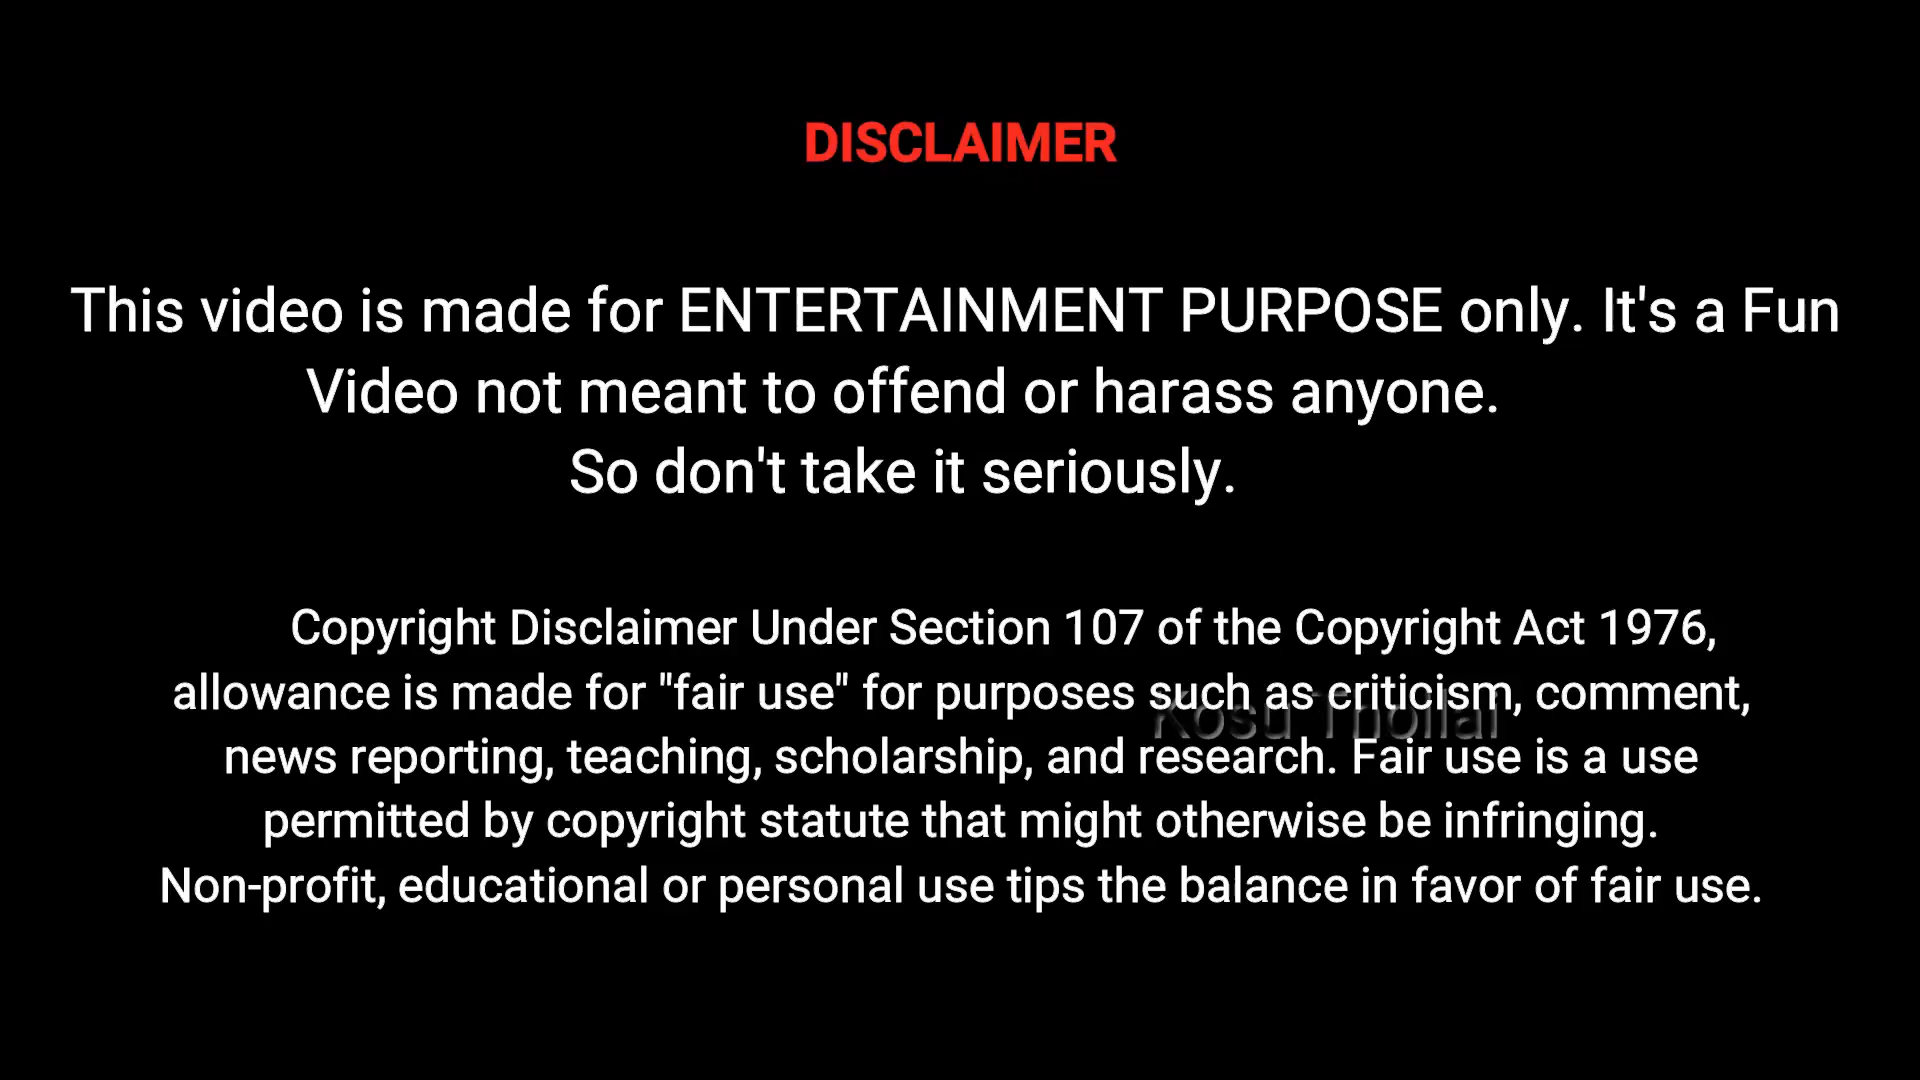 DISCLAIMER
This video is made for ENTERTAINMENT PURPOSE only. It's a Fun
Video not meant to offend or harass anyone.
So don't take it seriously.
Copyright Disclaimer Under Section 107 of the Copyright Act 1976,
allowance is made for "fair use" for purposes such as criticism, comment,
Kosu Thollai
news reporting, teaching, scholarship, and research. Fair use is a use
permitted by copyright statute that might otherwise be infringing.
Non-profit, educational or personal use tips the balance in favor of fair use.